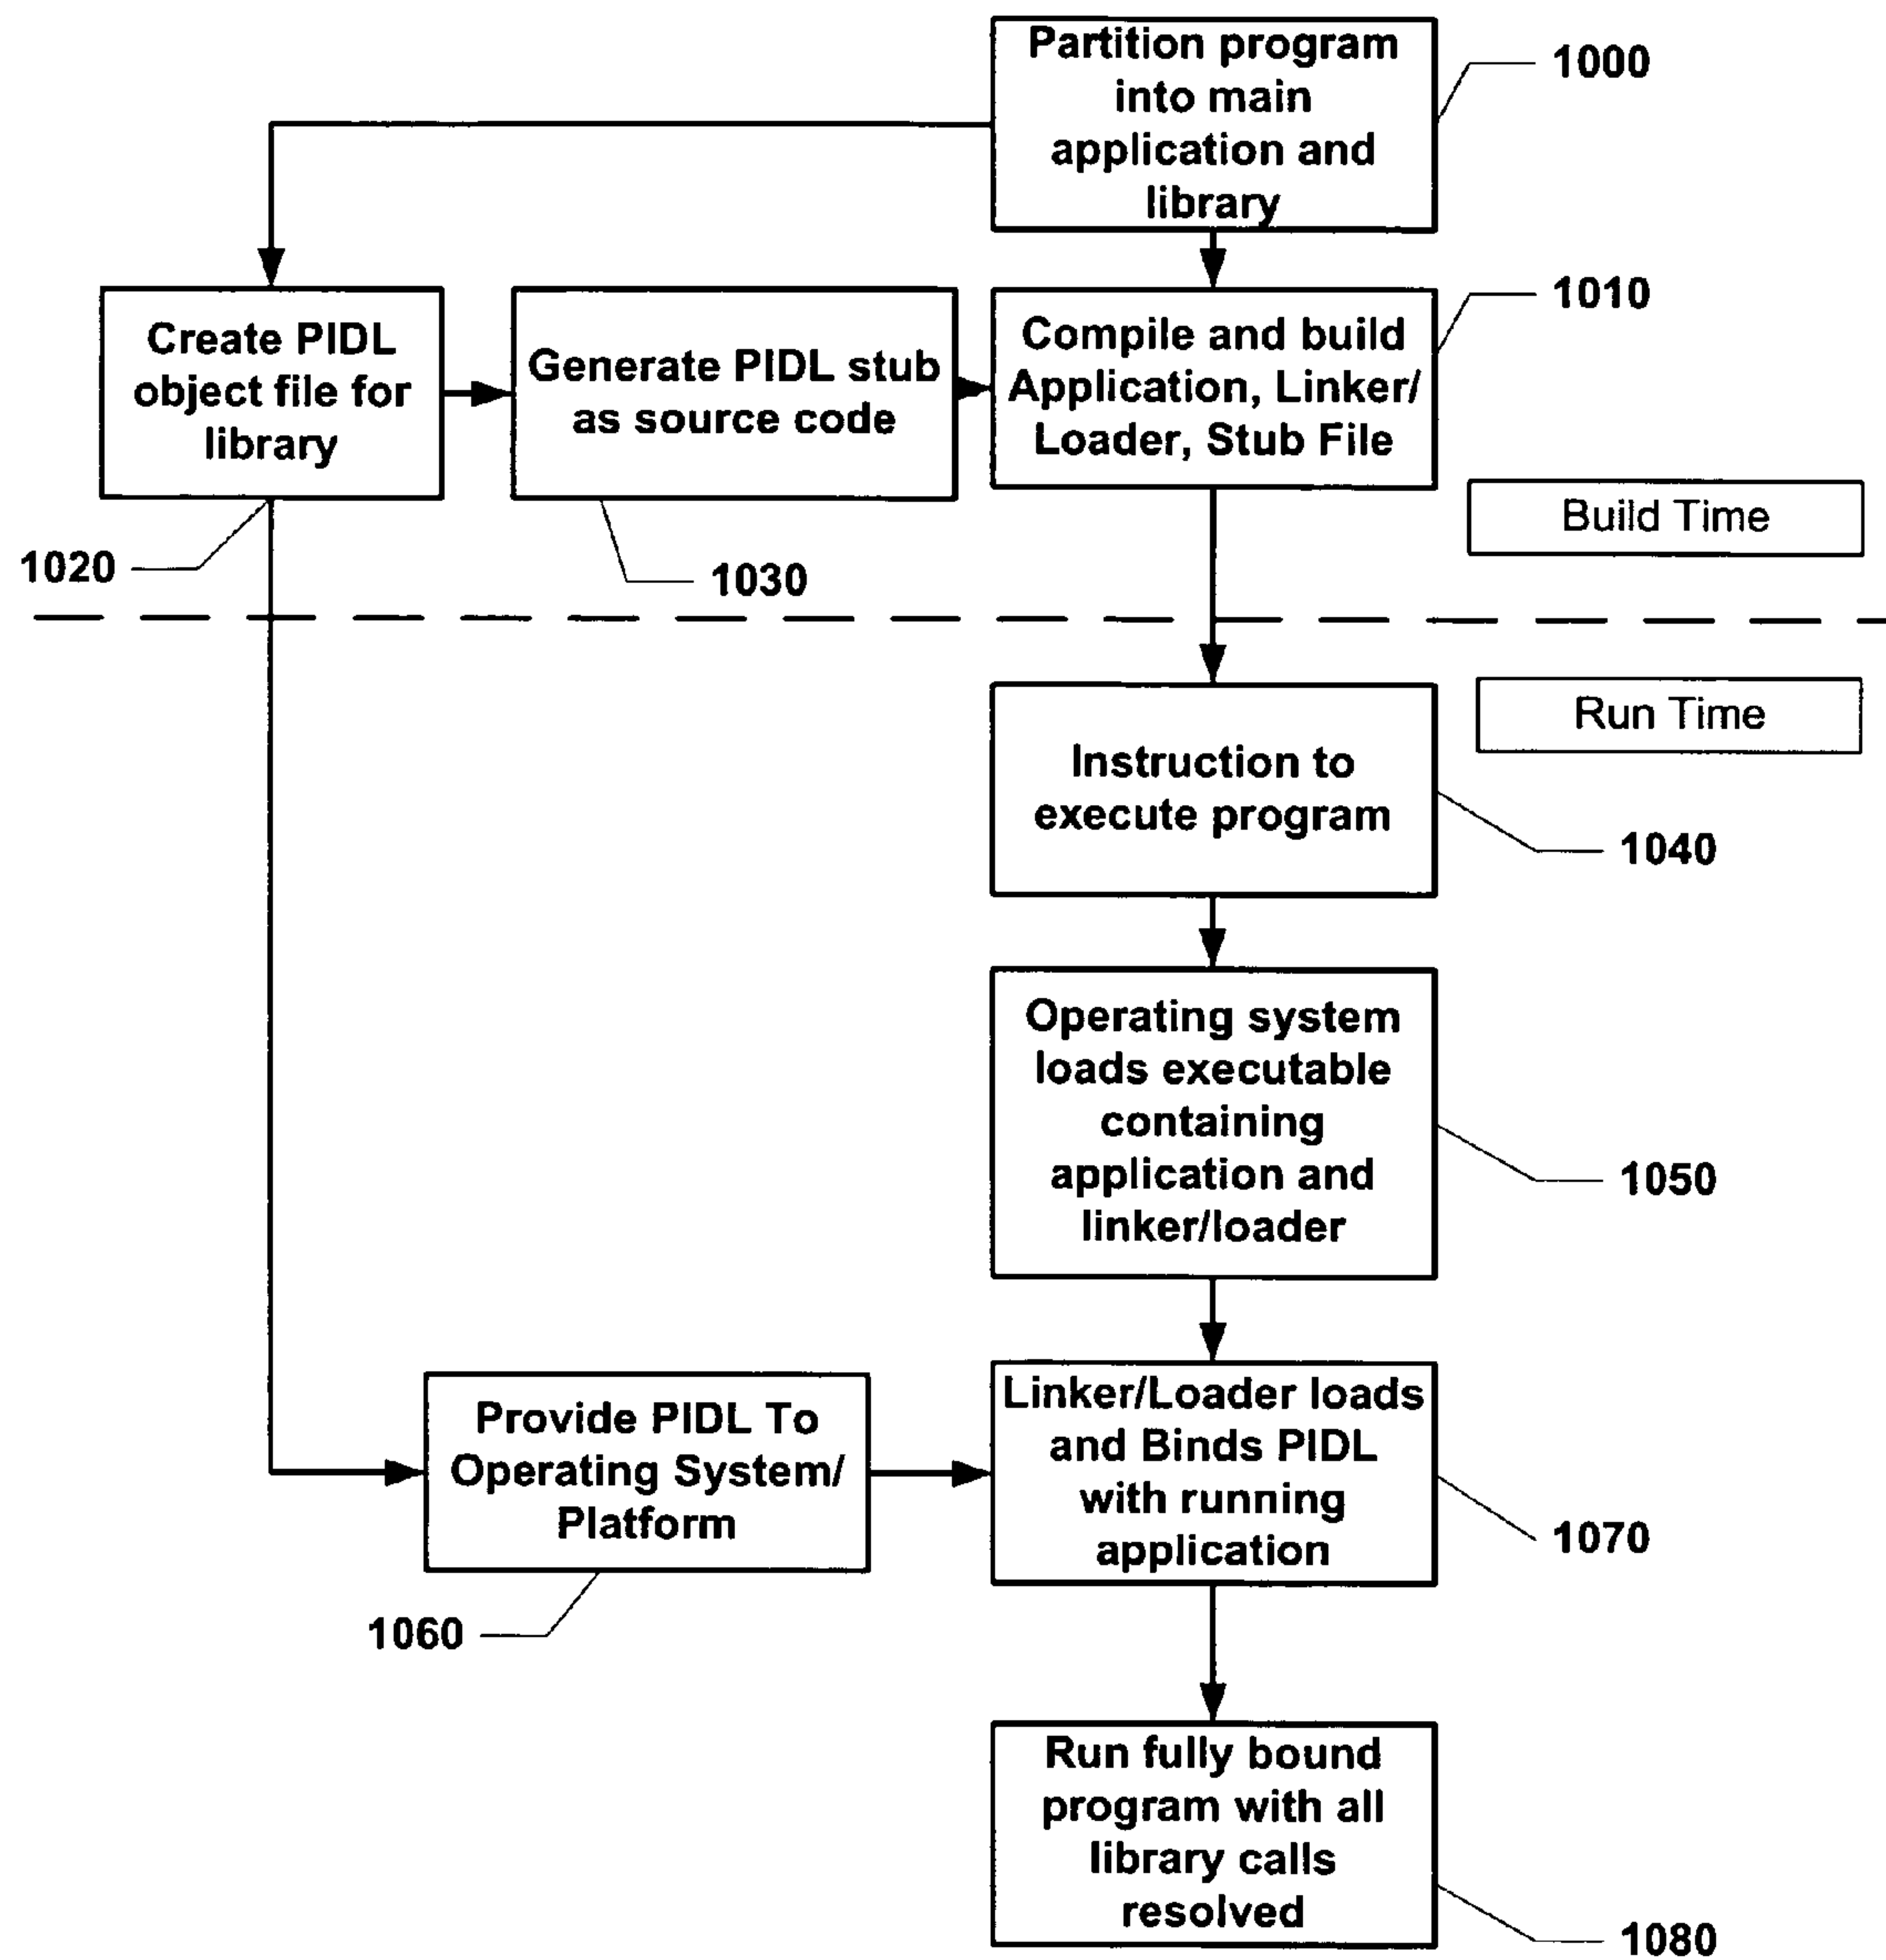 Partition program
into main
application and
library
1000
Create PIDL
object file for
library
1020
Generate PIDL stub
as source code
1030
Compile and build
Application, Linker/
Loader, Stub File
1010
Build Time
Run Time
Instruction to
execute program
1040
Operating system
loads executable
containing
application and
linker/loader
1050
Provide PIDL To
Operating System/
Platform
1060
Linker/Loader loads
and Binds PIDL
with running
application
1070
Run fully bound
program with all
library calls
resolved
1080